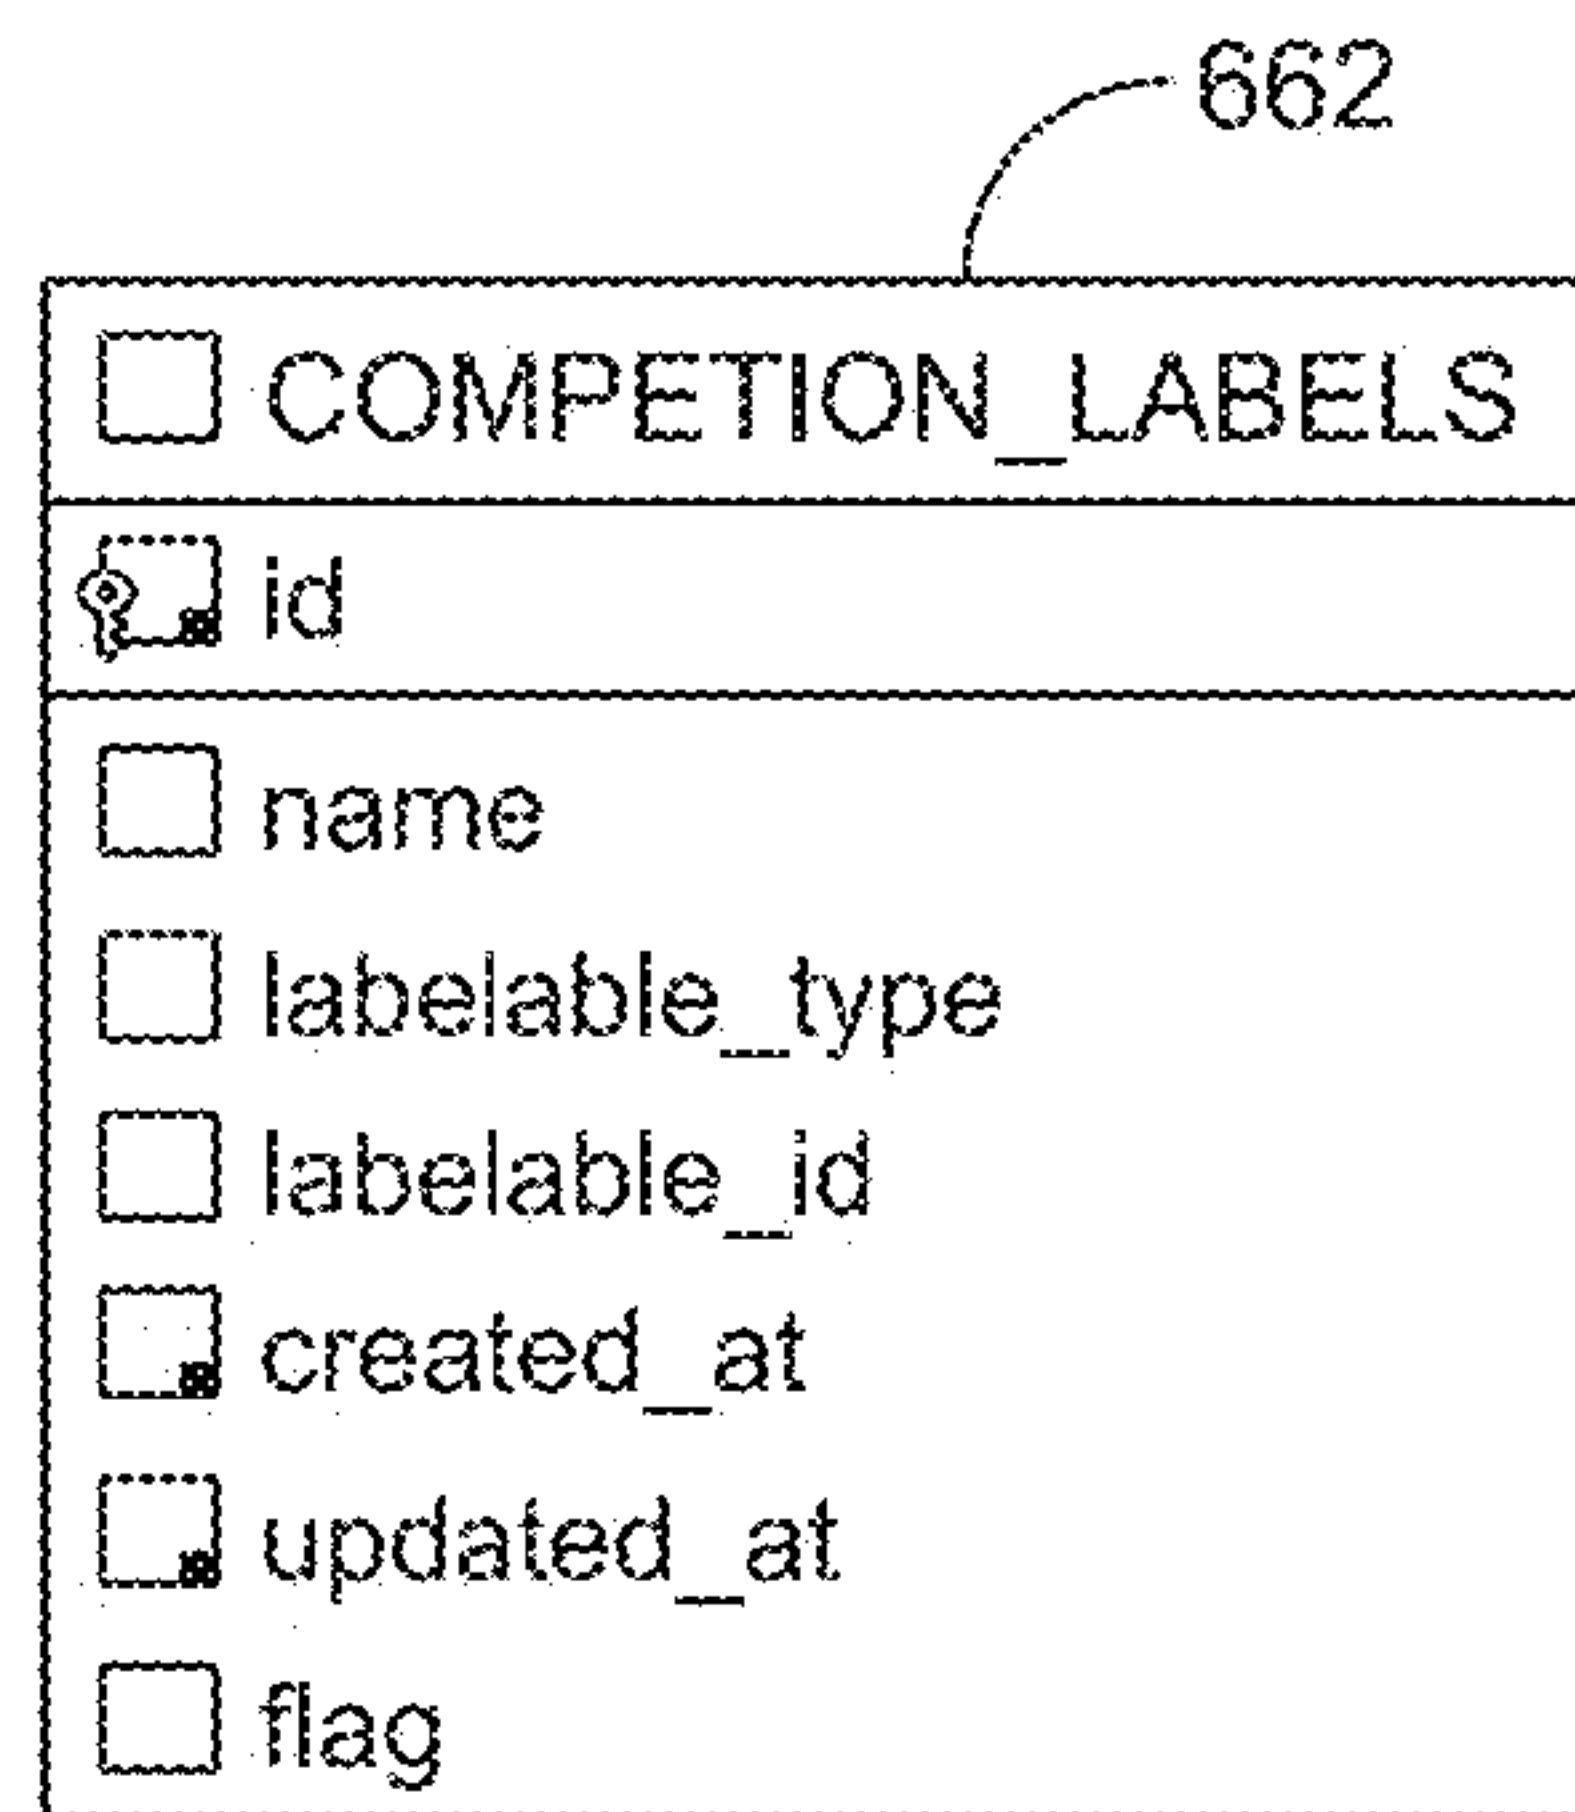 662
COMPETION_LABELS
id
name
labelable_type
labelable_id
created_at
updated_at
flag